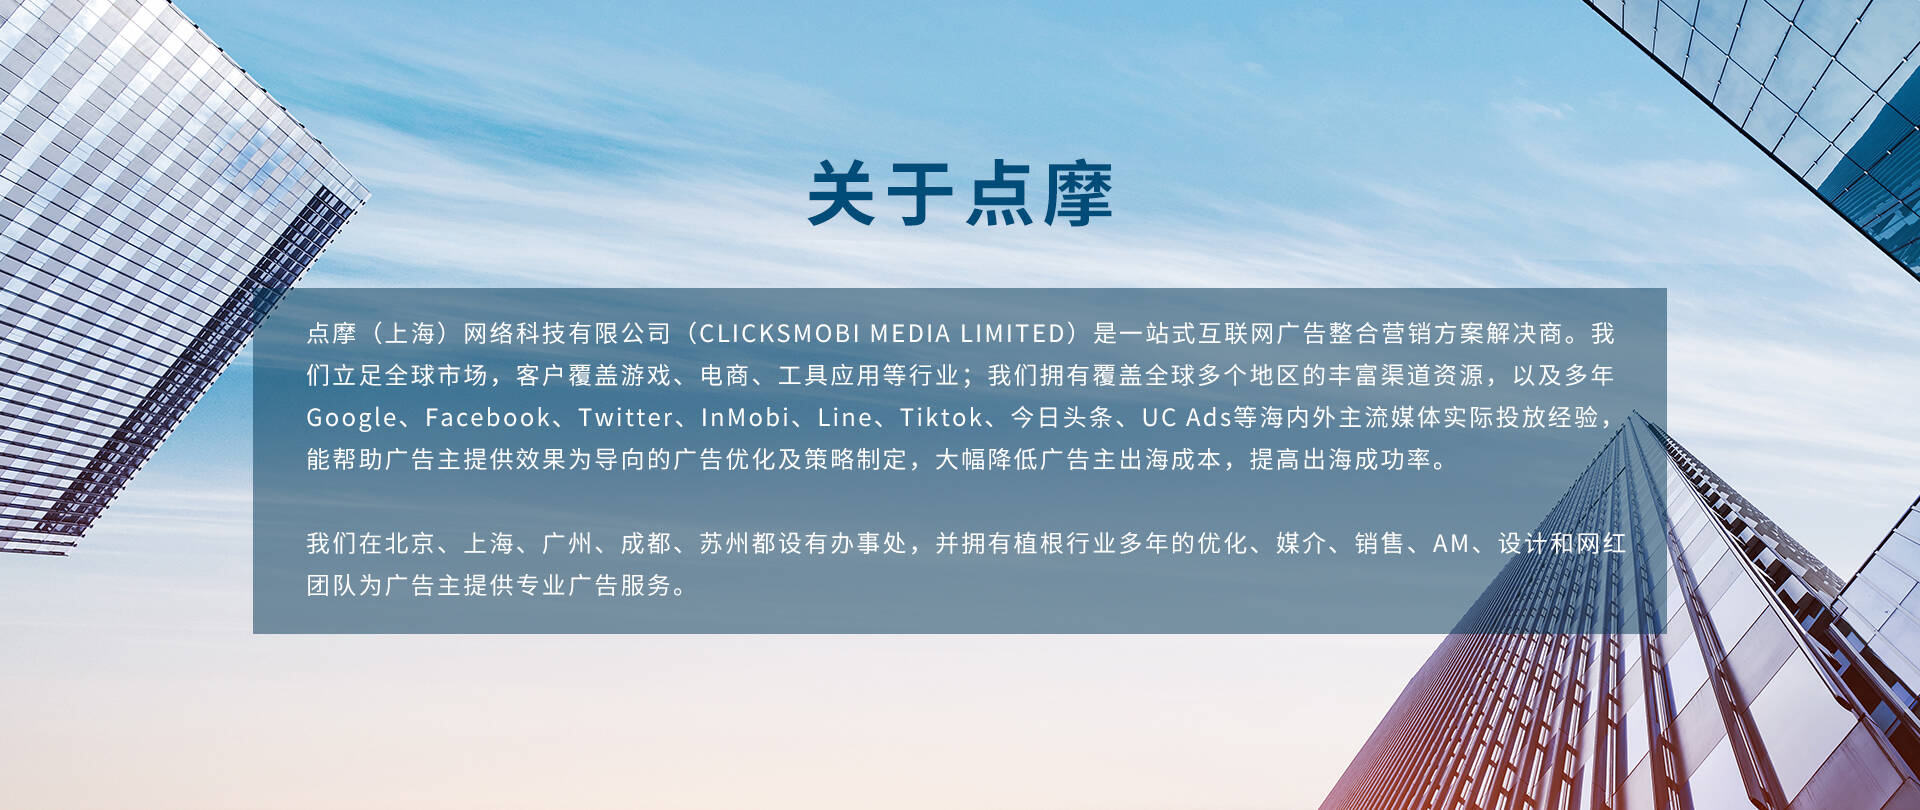 关于点摩
点摩（上海）网络科技有限公司（CLICKSMOBI MEDIA LIMITED）是一站式互联网广告整合营销方案解决商。我
们立足全球市场，客户覆盖游戏、电商、工具应用等行业；我们拥有覆盖全球多个地区的丰富渠道资源，以及多年
Google、Facebook、Twitter、InMobi、Line、Tiktok、今日头条、UC Ads等海内外主流媒体实际投放经验，
能帮助广告主提供效果为导向的广告优化及策略制定，大幅降低广告主出海成本，提高出海成功率。
我们在北京、上海、广州、成都、苏州都设有办事处，并拥有植根行业多年的优化、媒介、销售、AM、设计和网红
团队为广告主提供专业广告服务。